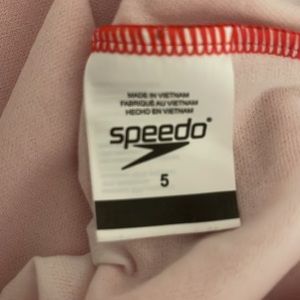 MADE IN VIETNAM
FABRIQUÉ AU VIETNAM
HECHO EN VIETNAM
speedo
5